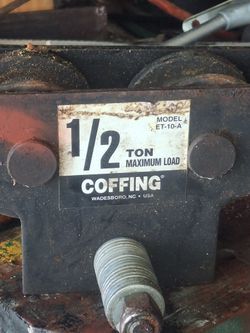 MODEL
ET-10-A
1/2 TON
MAXIMUM LOAD
COFFING®
WADESBORO, NC • USA